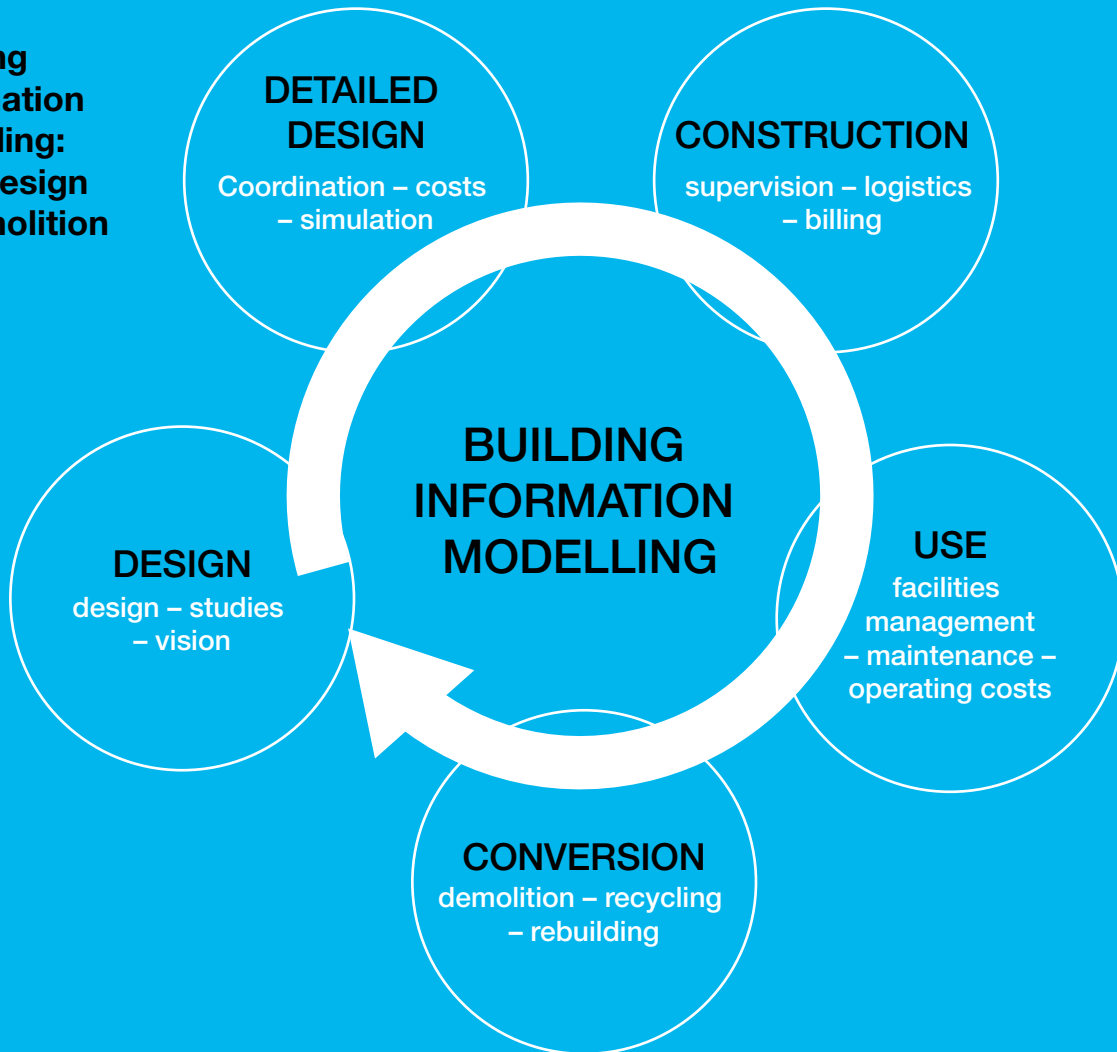 ng
ation
ling:
esign
nolition
DETAILED
DESIGN
Coordination – costs
– simulation
CONSTRUCTION
supervision – logistics
– billing
BUILDING
INFORMATION
MODELLING
USE
facilities
management
– maintenance –
operating costs
CONVERSION
demolition – recycling
– rebuilding
DESIGN
design – studies
– vision